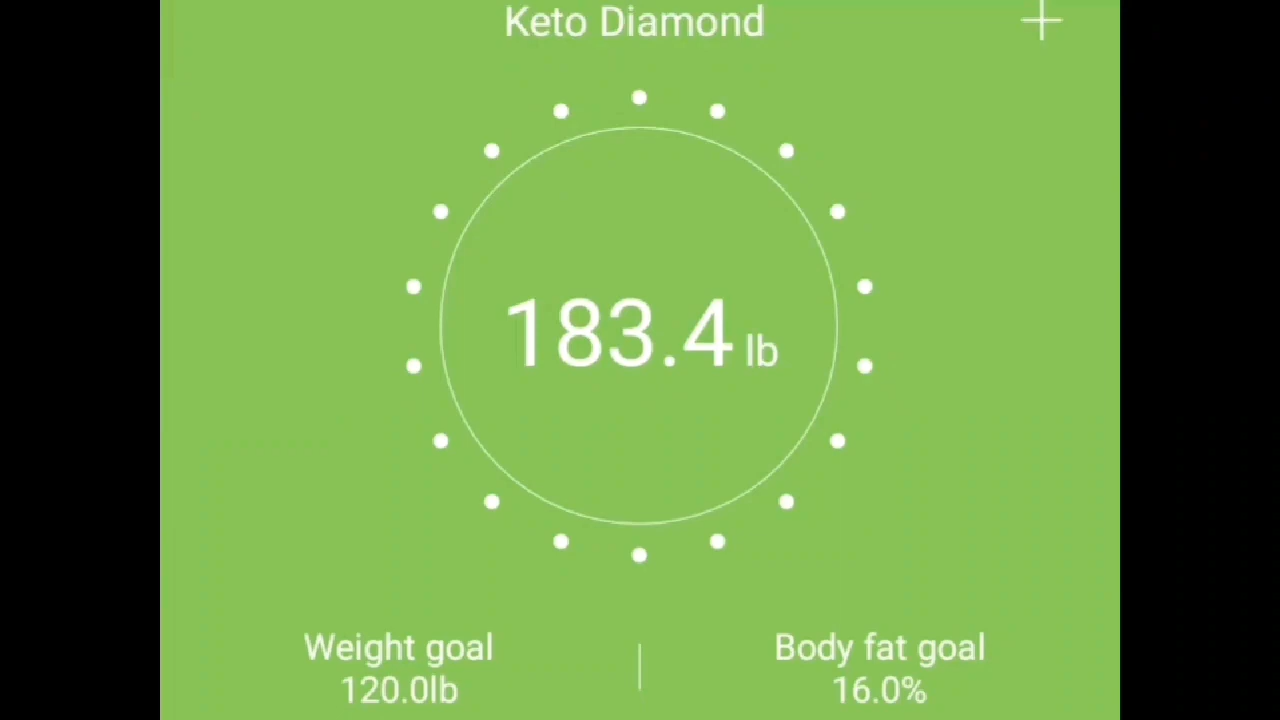 Keto Diamond
183.4 lb
Weight goal
120.0lb
Body fat goal
16.0%